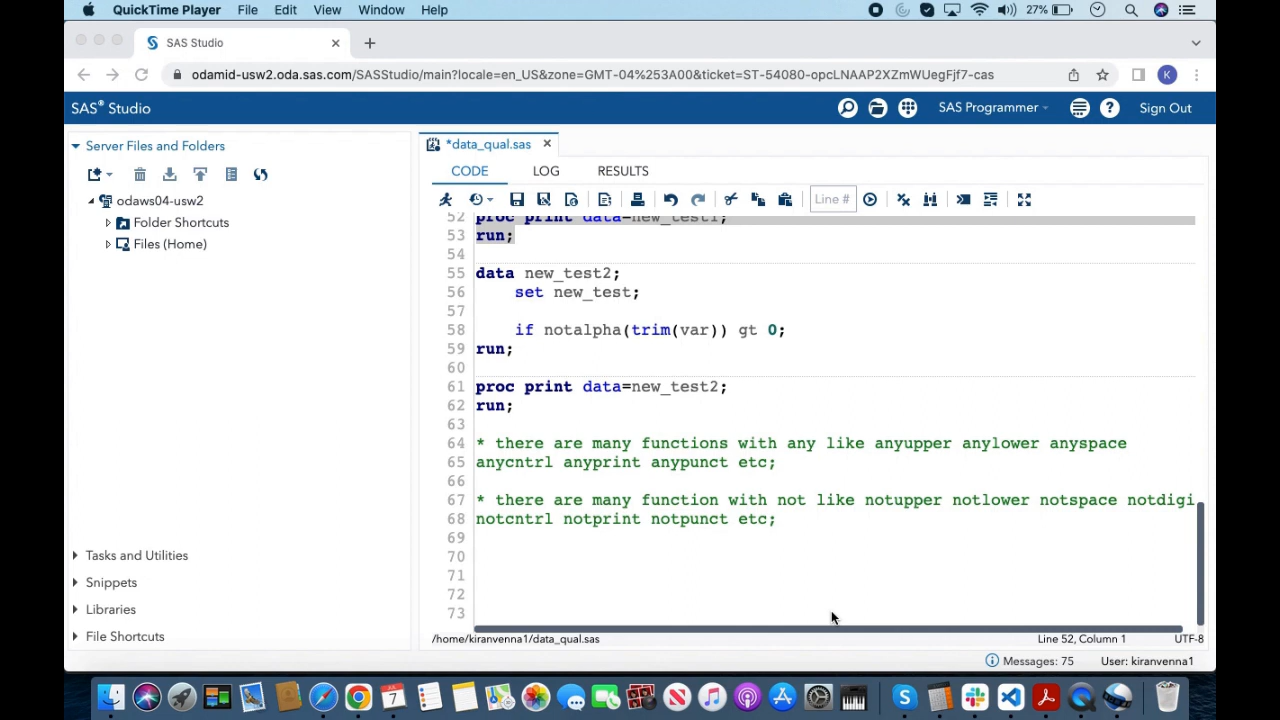 QuickTime Player File Edit View Window Help 27%
SAS Studio
odamid-usw2.oda.sas.com/SASStudio/main?locale=en_US&zone=GMT-04%253A00&ticket=ST-54080-opcLNAAP2XZmWUegFjf7-cas K
SAS® Studio SAS Programmer ? Sign Out
Server Files and Folders
odaws04-usw2
Folder Shortcuts
Files (Home)
Tasks and Utilities
Snippets
Libraries
File Shortcuts
*data_qual.sas
CODE LOG RESULTS
Line #
52 proc print data=new_test1;
53 run;
54
55 data new_test2;
56 set new_test;
57
58 if notalpha(trim(var)) gt 0;
59 run;
60
61 proc print data=new_test2;
62 run;
63
64 * there are many functions with any like anyupper anylower anyspace
65 anycntrl anyprint anypunct etc;
66
67 * there are many function with not like notupper notlower notspace notdigi
68 notcntrl notprint notpunct etc;
69
70
71
72
73
/home/kiranvenna1/data_qual.sas Line 52, Column 1 UTF-8
Messages: 75 User: kiranvenna1